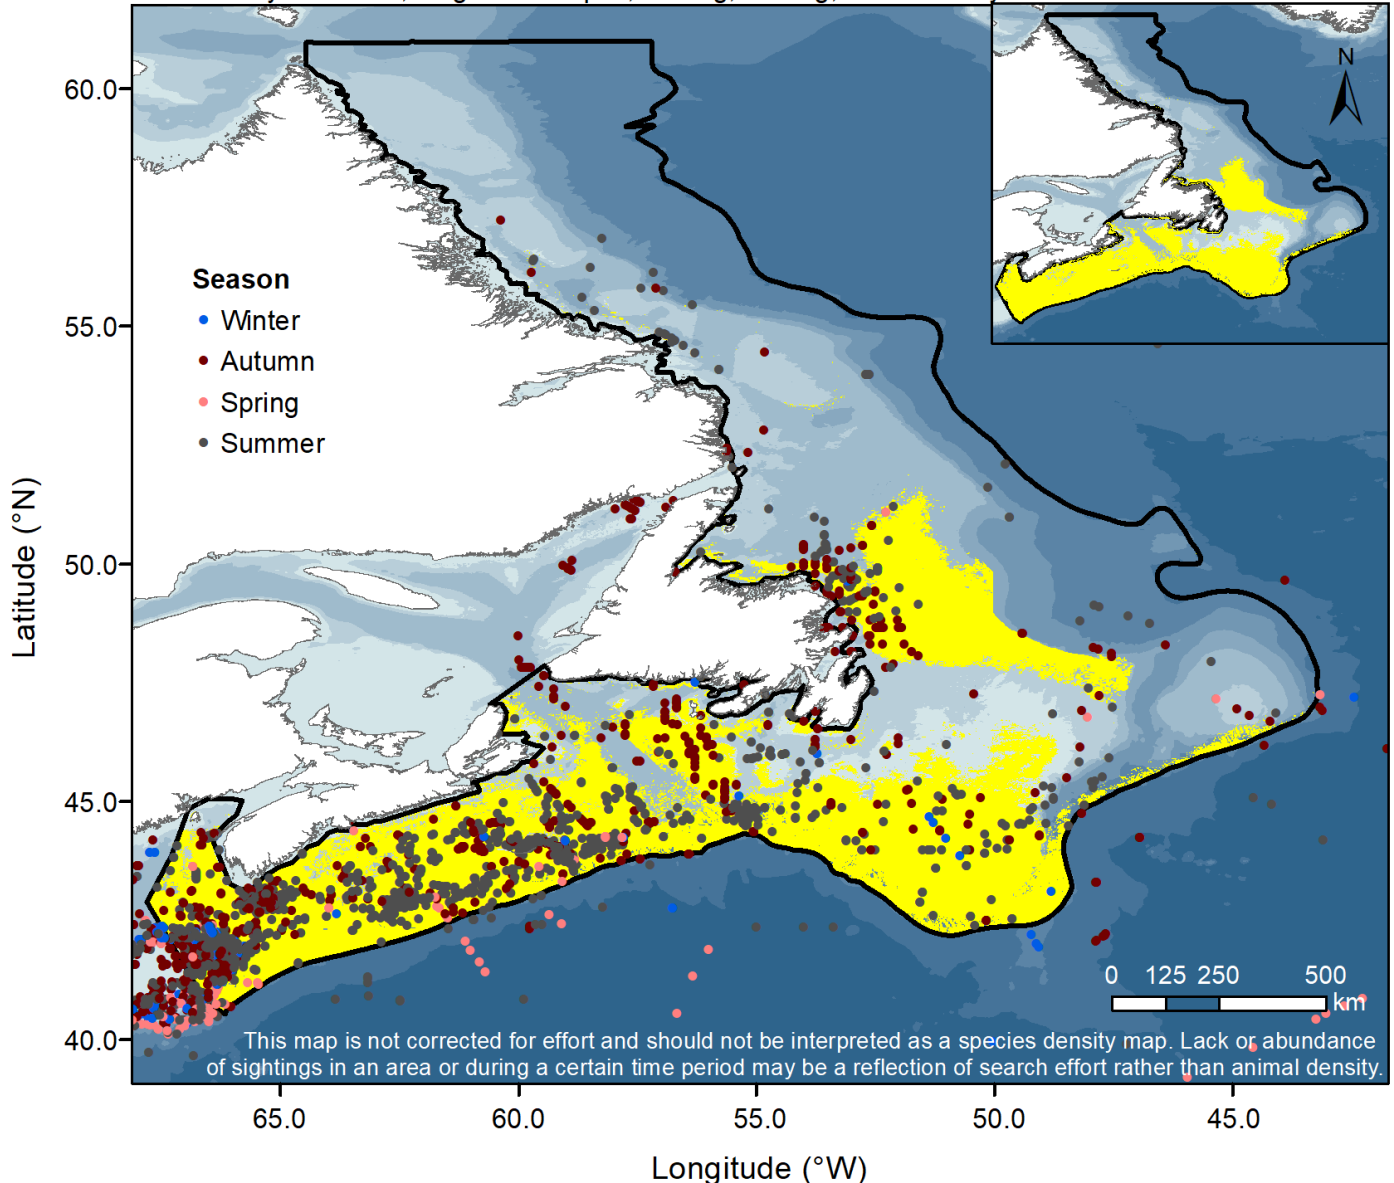 N
60.0
55.0
50.0
45.0
40.0
Latitude (°N)
Season
Winter
Autumn
Spring
Summer
0 125 250 500
km
This map is not corrected for effort and should not be interpreted as a species density map. Lack or abundance
of sightings in an area or during a certain time period may be a reflection of search effort rather than animal density.
65.0 60.0 55.0 50.0 45.0
Longitude (°W)